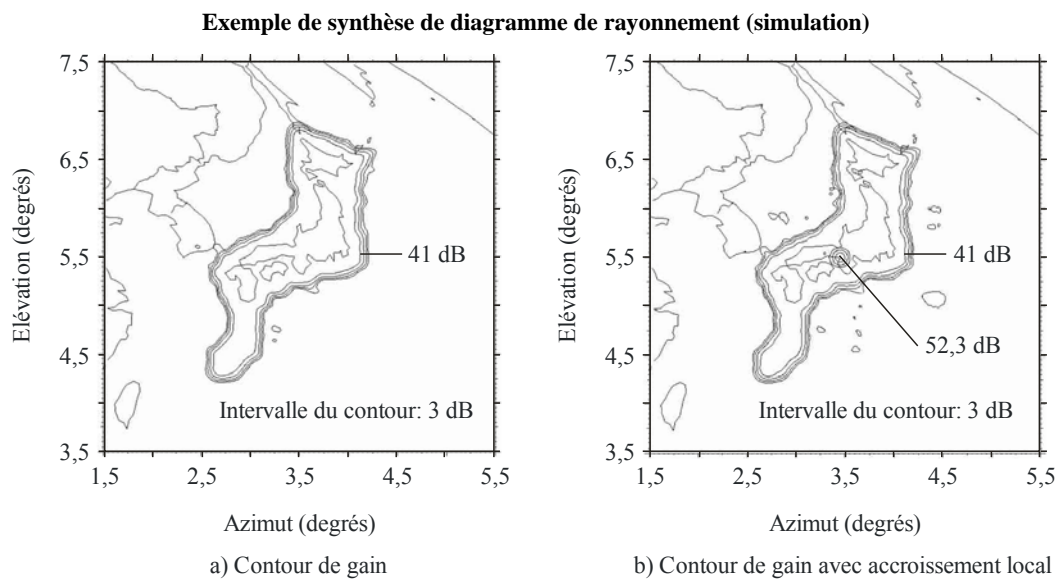 Exemple de synthèse de diagramme de rayonnement (simulation)
7,5
6,5
5,5
4,5
3,5
Elévation (degrés)
41 dB
Intervalle du contour: 3 dB
1,5
2,5
3,5
4,5
5,5
Azimut (degrés)
a) Contour de gain
7,5
6,5
5,5
4,5
3,5
Elévation (degrés)
41 dB
52,3 dB
Intervalle du contour: 3 dB
1,5
2,5
3,5
4,5
5,5
Azimut (degrés)
b) Contour de gain avec accroissement local